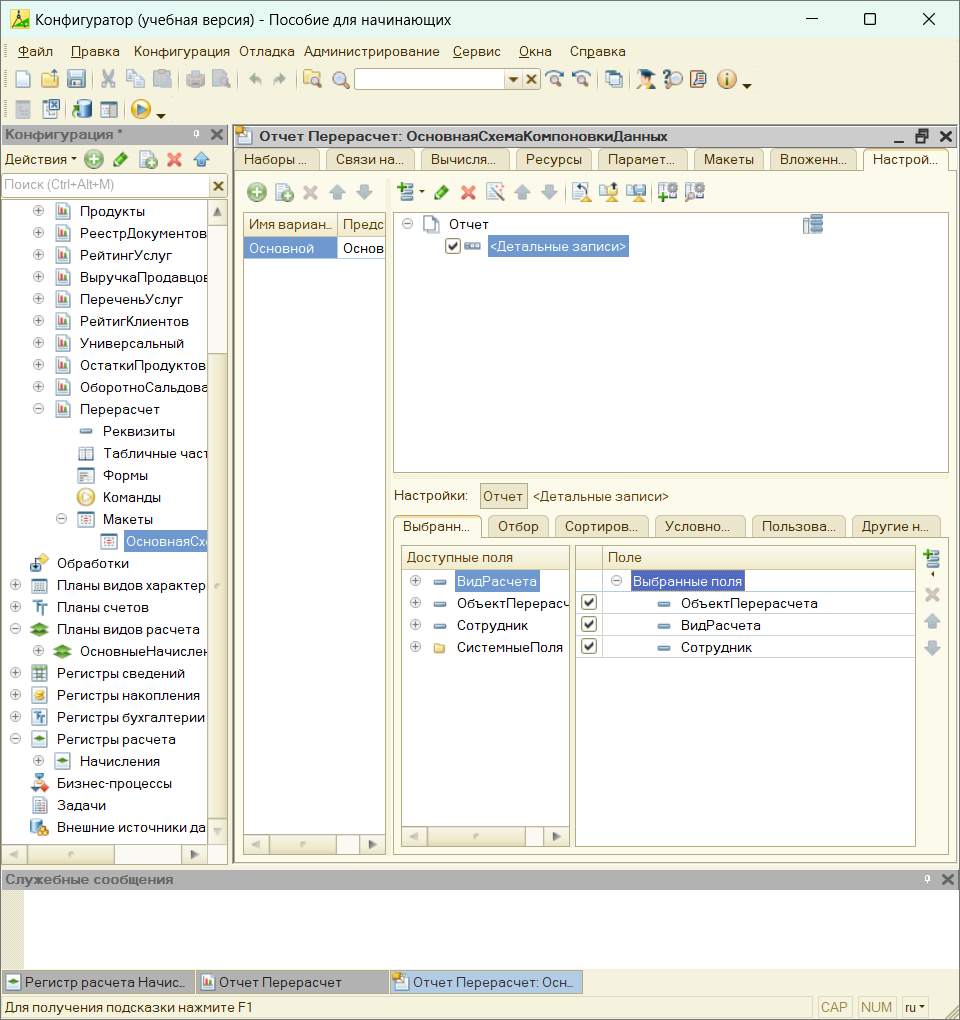 Конфигуратор (учебная версия) - Пособие для начинающих
Файл Правка Конфигурация Отладка Администрирование Сервис Окна Справка
Конфигурация *
Действия
Поиск (Ctrl+Alt+M)
Продукты
РеестрДокументов
РейтингУслуг
ВыручкаПродавцов
ПереченьУслуг
РейтигКлиентов
Универсальный
ОстаткиПродуктов
ОборотноСальдова
Перерасчет
Реквизиты
Табличные част
Формы
Команды
Макеты
ОсновнаяСхе
Обработки
Планы видов характер
Планы счетов
Планы видов расчета
ОсновныеНачислен
Регистры сведений
Регистры накопления
Регистры бухгалтерии
Регистры расчета
Начисления
Бизнес-процессы
Задачи
Внешние источники да
Отчет Перерасчет: ОсновнаяСхемаКомпоновкиДанных
Наборы ... Связи на... Вычисля... Ресурсы Парамет... Макеты Вложенн... Настрой...
Имя вариан... Предс
Основной Основ
Отчет
<Детальные записи>
Настройки: Отчет <Детальные записи>
Выбранн... Отбор Сортиров... Условно... Пользова... Другие н...
Доступные поля
ВидРасчета
ОбъектПерерасч
Сотрудник
СистемныеПоля
Поле
Выбранные поля
ОбъектПерерасчета
ВидРасчета
Сотрудник
Служебные сообщения
Регистр расчета Начис... Отчет Перерасчет Отчет Перерасчет: Осн...
Для получения подсказки нажмите F1 CAP NUM ru